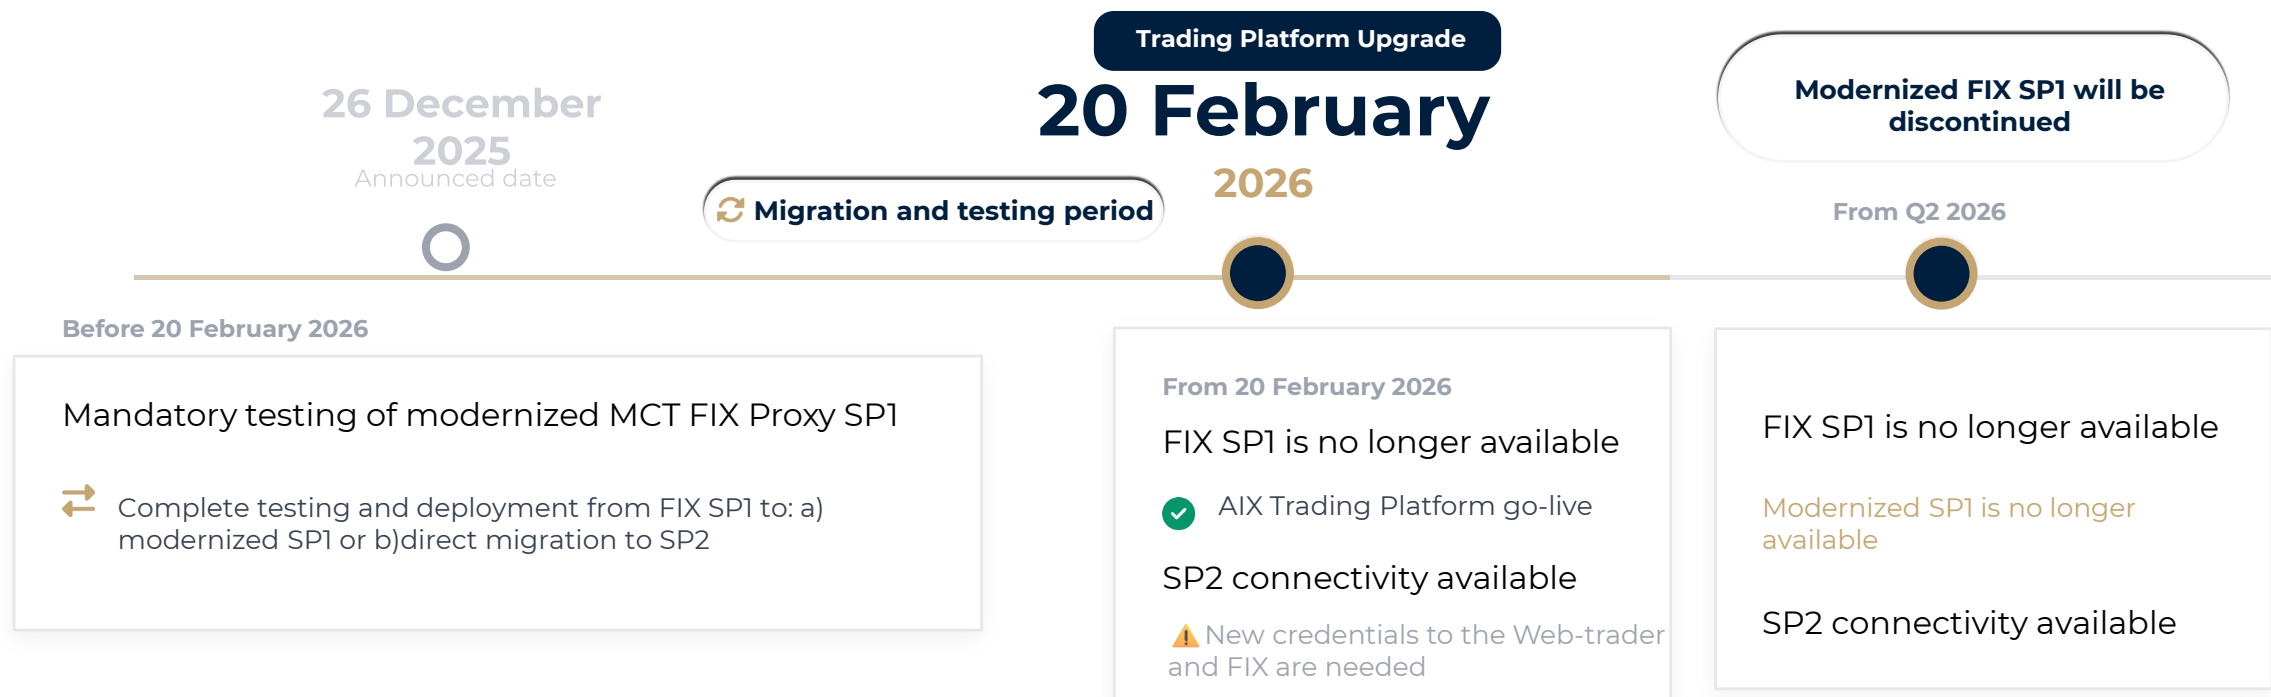 Trading Platform Upgrade
26 December
2025
Announced date
20 February
2026
Migration and testing period
Modernized FIX SP1 will be
discontinued
From Q2 2026
Before 20 February 2026
Mandatory testing of modernized MCT FIX Proxy SP1
Complete testing and deployment from FIX SP1 to: a)
modernized SP1 or b)direct migration to SP2
From 20 February 2026
FIX SP1 is no longer available
AIX Trading Platform go-live
SP2 connectivity available
New credentials to the Web-trader
and FIX are needed
FIX SP1 is no longer available
Modernized SP1 is no longer
available
SP2 connectivity available